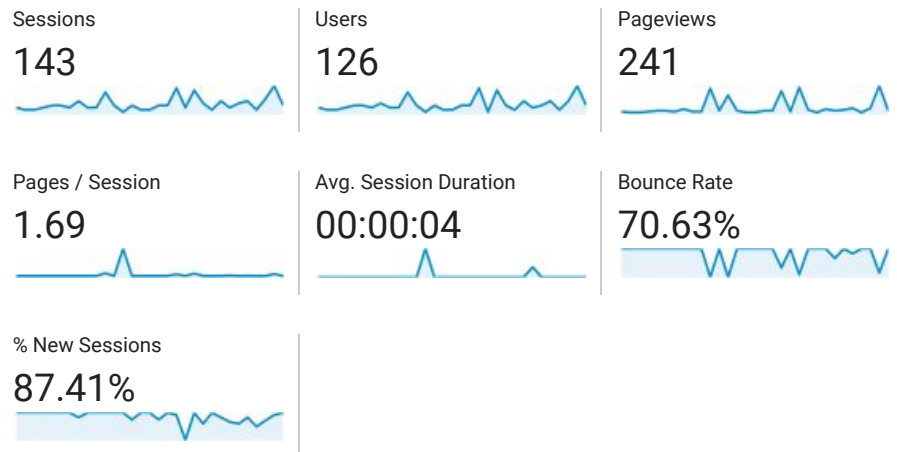 Sessions
143
Users
126
Pageviews
241
Pages / Session
1.69
Avg. Session Duration
00:00:04
Bounce Rate
70.63%
% New Sessions
87.41%